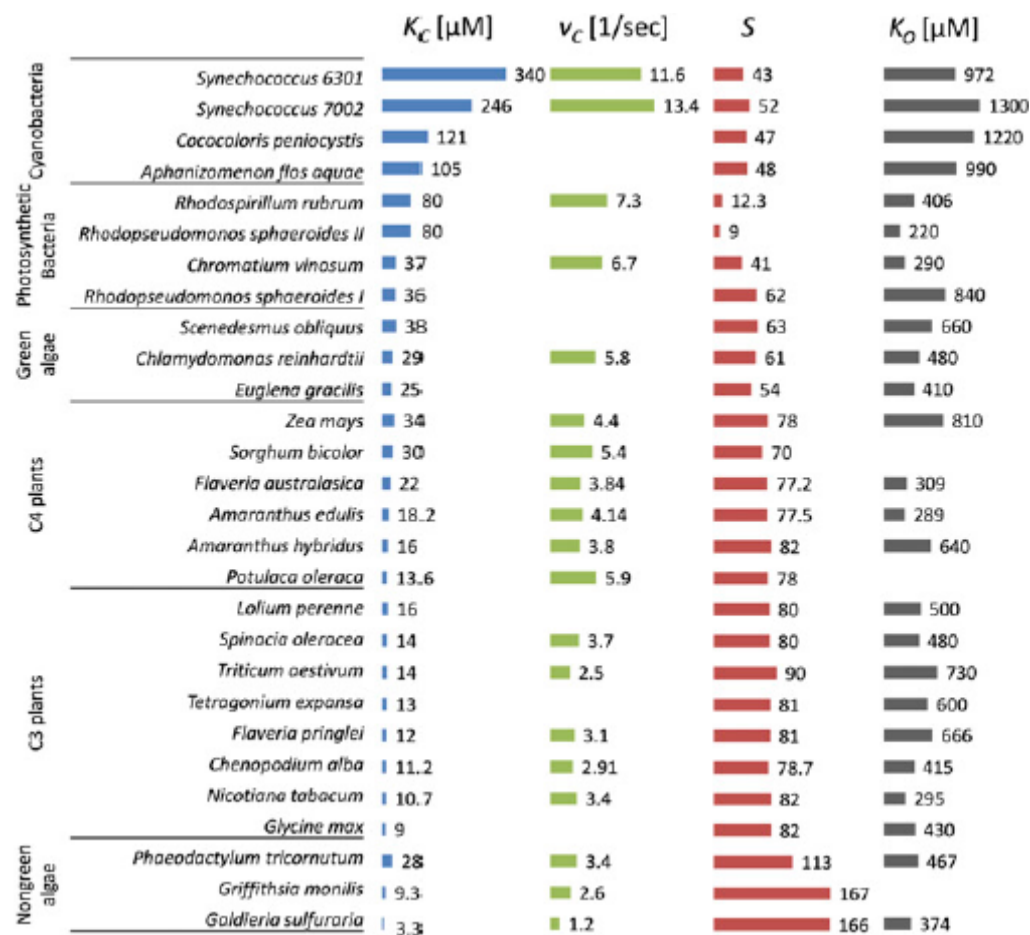 K_C [µM] v_C [1/sec] S K_O [µM]
Cyanobacteria
Synechococcus 6301 340 11.6 43 972
Synechococcus 7002 246 13.4 52 1300
Cococoloris peniocystis 121 47 1220
Aphanizomenon flos aquae 105 48 990
Photosynthetic
Bacteria
Rhodospirillum rubrum 80 7.3 12.3 406
Rhodopseudomonos sphaeroides II 80 9 220
Chromatium vinosum 37 6.7 41 290
Rhodopseudomonos sphaeroides I 36 62 840
Green
algae
Scenedesmus obliquus 38 63 660
Chlamydomonas reinhardtii 29 5.8 61 480
Euglena gracilis 25 54 410
C4 plants
Zea mays 34 4.4 78 810
Sorghum bicolor 30 5.4 70
Flaveria australasica 22 3.84 77.2 309
Amaranthus edulis 18.2 4.14 77.5 289
Amaranthus hybridus 16 3.8 82 640
Potulaca oleraca 13.6 5.9 78
C3 plants
Lolium perenne 16 80 500
Spinacia oleracea 14 3.7 80 480
Triticum aestivum 14 2.5 90 730
Tetragonium expansa 13 81 600
Flaveria pringlei 12 3.1 81 666
Chenopodium alba 11.2 2.91 78.7 415
Nicotiana tabacum 10.7 3.4 82 295
Glycine max 9 82 430
Nongreen
algae
Phaeodactylum tricornutum 28 3.4 113 467
Griffithsia monilis 9.3 2.6 167
Galdieria sulfuraria 3.3 1.2 166 374